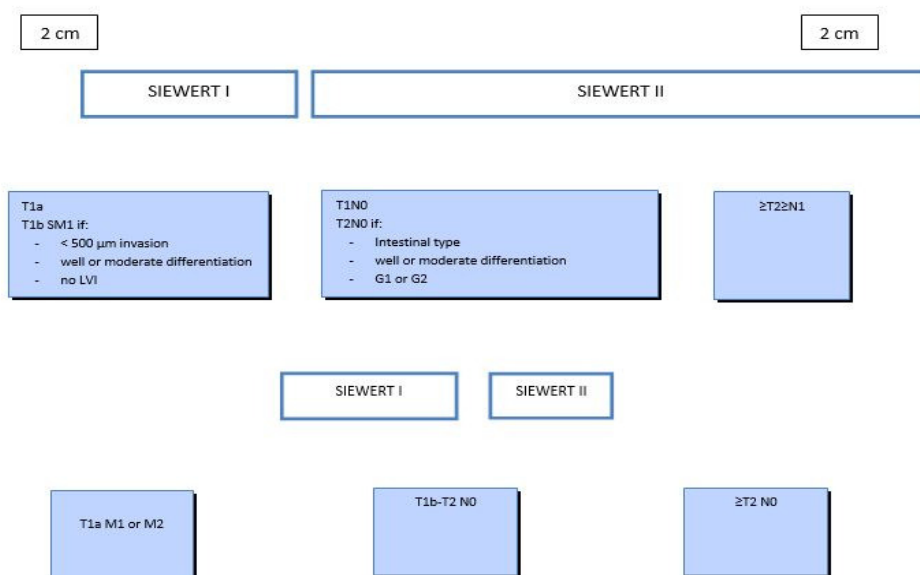 2 cm
2 cm
SIEWERT I
SIEWERT II
T1a
T1b SM1 if:
- < 500 µm invasion
- well or moderate differentiation
- no LVI
T1N0
T2N0 if:
- Intestinal type
- well or moderate differentiation
- G1 or G2
≥T2≥N1
SIEWERT I
SIEWERT II
T1a M1 or M2
T1b-T2 N0
≥T2 N0